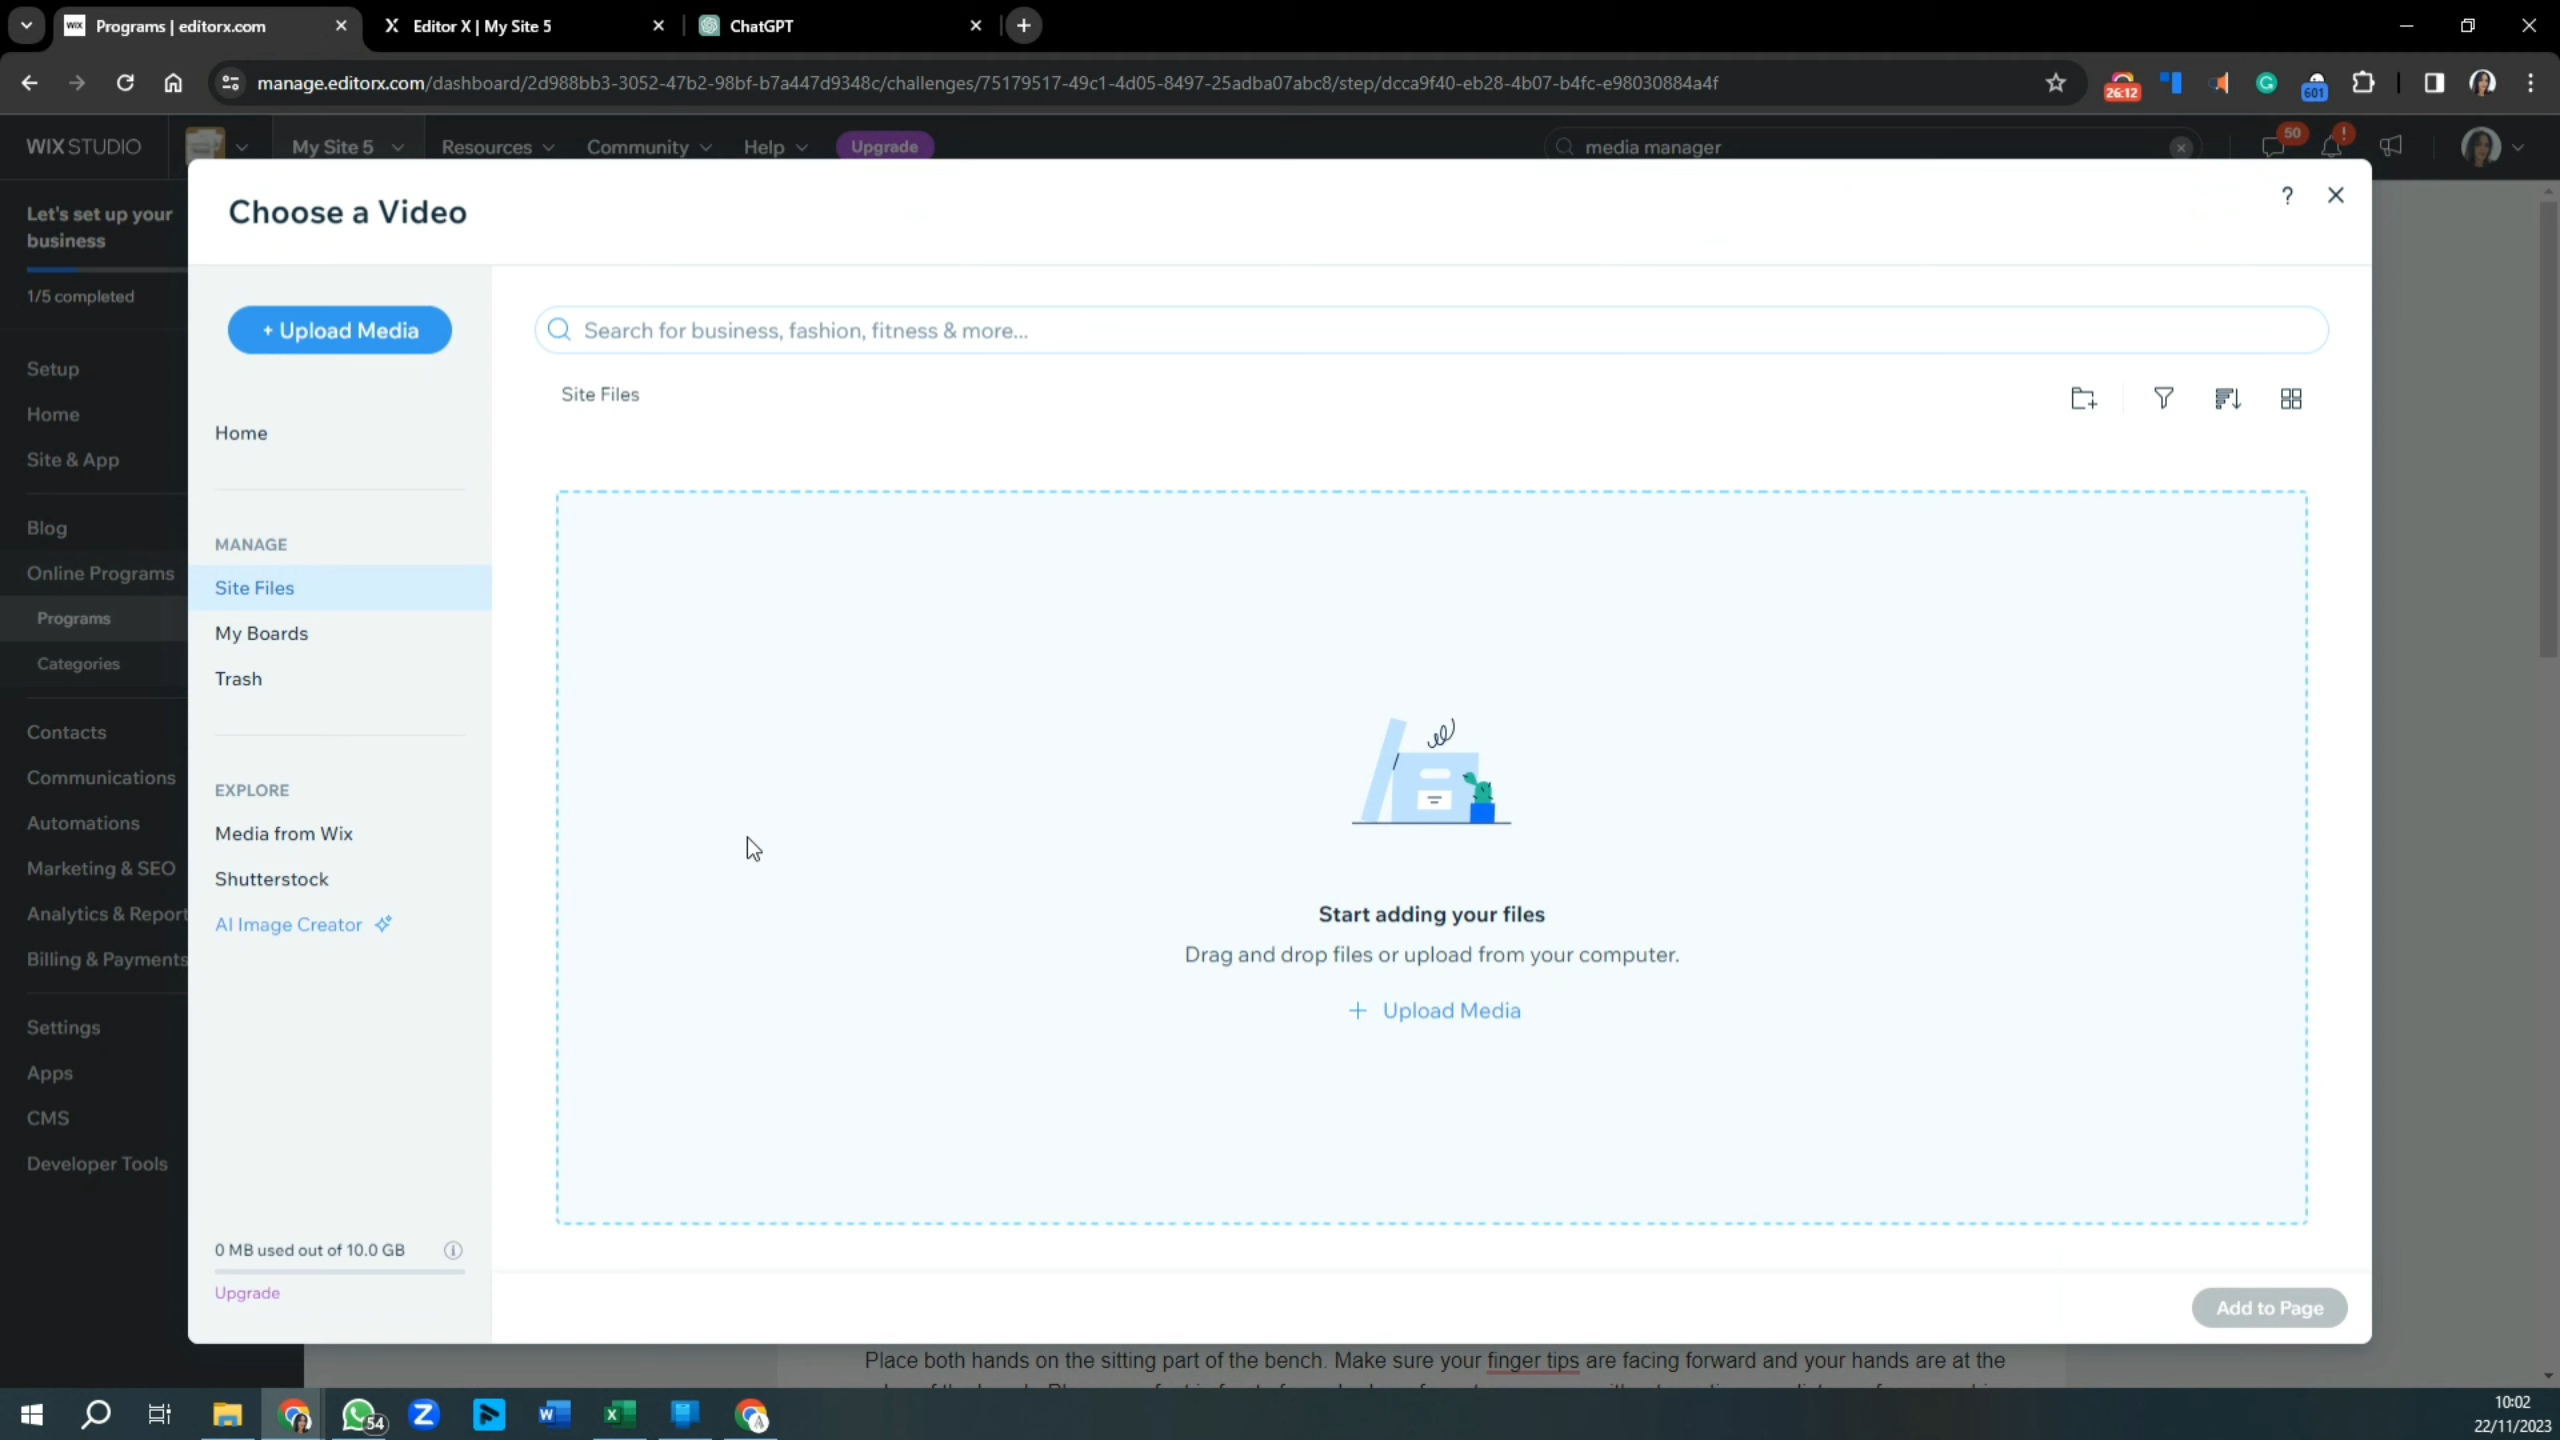 Programs | editorx.com
Editor X | My Site 5
ChatGPT
manage.editorx.com/dashboard/2d988bb3-3052-47b2-98bf-b7a447d9348c/challenges/75179517-49c1-4d05-8497-25adba07abc8/step/dcca9f40-eb28-4b07-b4fc-e98030884a4f
26:12
601
WIX STUDIO
My Site 5
Resources
Community
Help
Upgrade
media manager
50
Let's set up your
business
1/5 completed
Setup
Home
Site & App
Blog
Online Programs
Programs
Categories
Contacts
Communications
Automations
Marketing & SEO
Analytics & Report
Billing & Payments
Settings
Apps
CMS
Developer Tools
Choose a Video
?
+ Upload Media
Home
MANAGE
Site Files
My Boards
Trash
EXPLORE
Media from Wix
Shutterstock
AI Image Creator
0 MB used out of 10.0 GB
Upgrade
Search for business, fashion, fitness & more...
Site Files
Start adding your files
Drag and drop files or upload from your computer.
+ Upload Media
Add to Page
Place both hands on the sitting part of the bench. Make sure your finger tips are facing forward and your hands are at the
54
10:02
22/11/2023